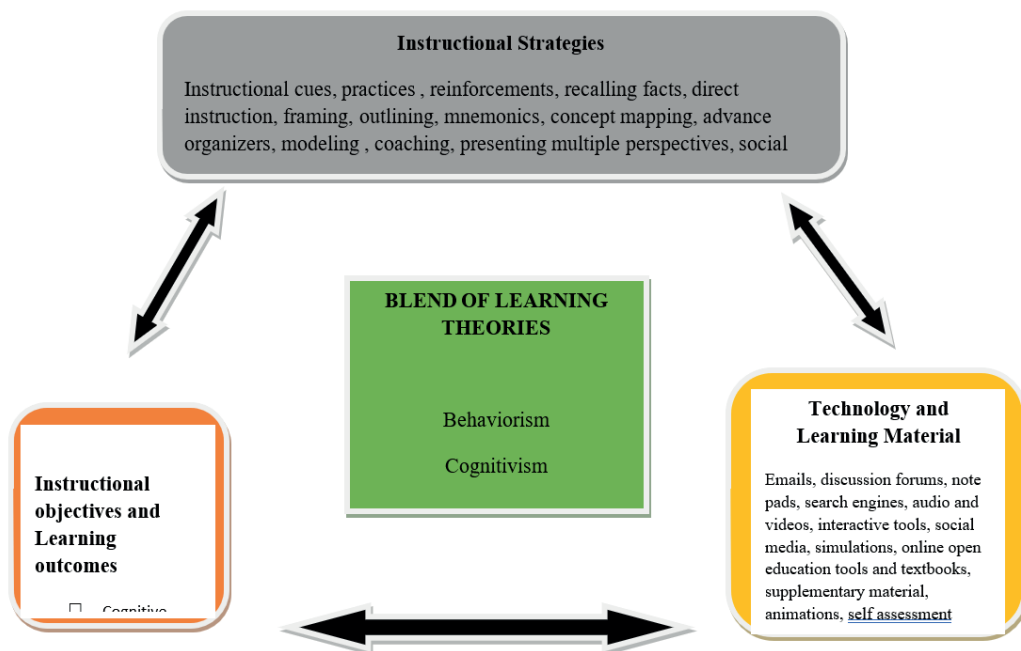 Instructional Strategies
Instructional cues, practices , reinforcements, recalling facts, direct
instruction, framing, outlining, mnemonics, concept mapping, advance
organizers, modeling , coaching, presenting multiple perspectives, social
BLEND OF LEARNING
THEORIES
Behaviorism
Cognitivism
Instructional
objectives and
Learning
outcomes
☐ Cognitive
Technology and
Learning Material
Emails, discussion forums, note
pads, search engines, audio and
videos, interactive tools, social
media, simulations, online open
education tools and textbooks,
supplementary material,
animations, self assessment